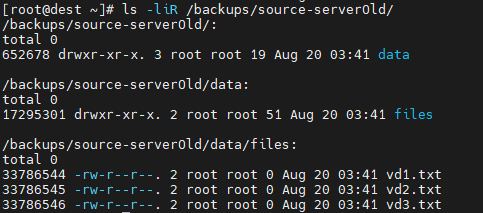 [root@dest ~]# ls -liR /backups/source-serverOld/
/backups/source-serverOld/:
total 0
652678 drwxr-xr-x. 3 root root 19 Aug 20 03:41 data

/backups/source-serverOld/data:
total 0
17295301 drwxr-xr-x. 2 root root 51 Aug 20 03:41 files

/backups/source-serverOld/data/files:
total 0
33786544 -rw-r--r--. 2 root root 0 Aug 20 03:41 vd1.txt
33786545 -rw-r--r--. 2 root root 0 Aug 20 03:41 vd2.txt
33786546 -rw-r--r--. 2 root root 0 Aug 20 03:41 vd3.txt